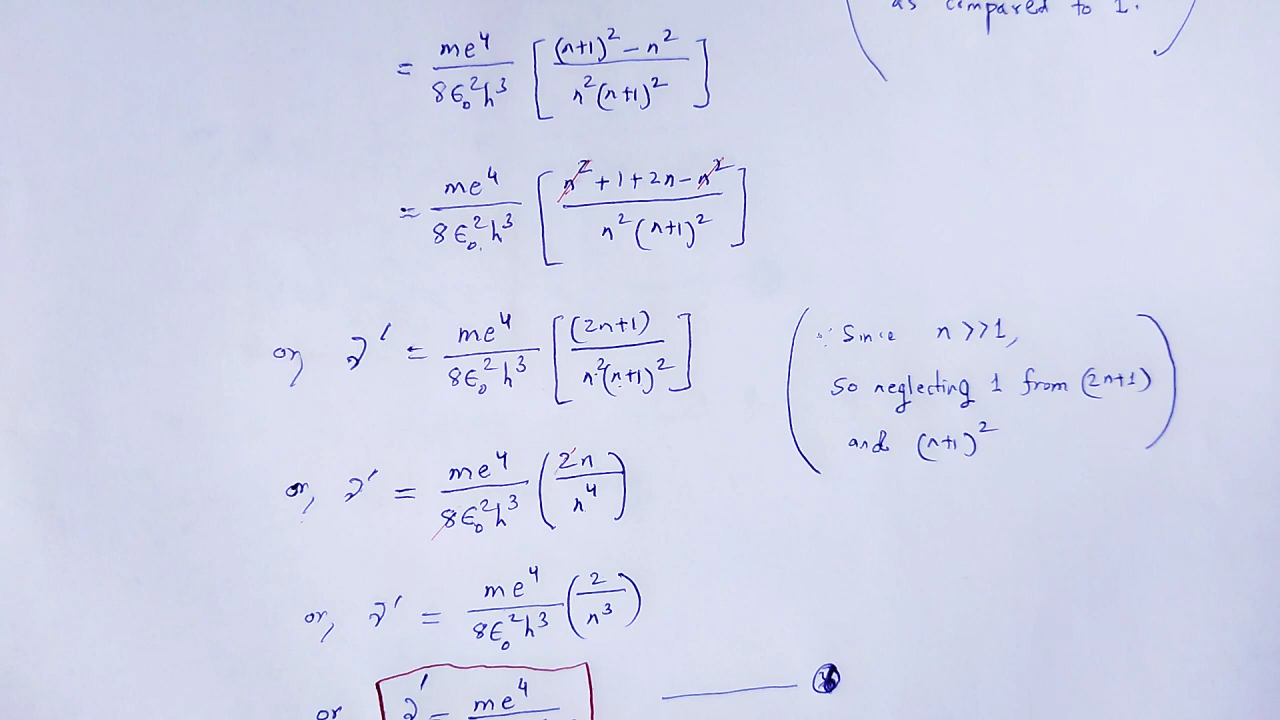 as compared to 1.
= me⁴/8ϵ₀²h³ [(n+1)² − n² / n²(n+1)²]
= me⁴/8ϵ₀²h³ [n² + 1 + 2n − n² / n²(n+1)²]
or, ν' = me⁴/8ϵ₀²h³ [(2n+1) / n²(n+1)²]
∵ Since n >> 1,
so neglecting 1 from (2n+1)
and (n+1)²
or, ν' = me⁴/8ϵ₀²h³ (2n/n⁴)
or, ν' = me⁴/8ϵ₀²h³ (2/n³)
or ν' = me⁴